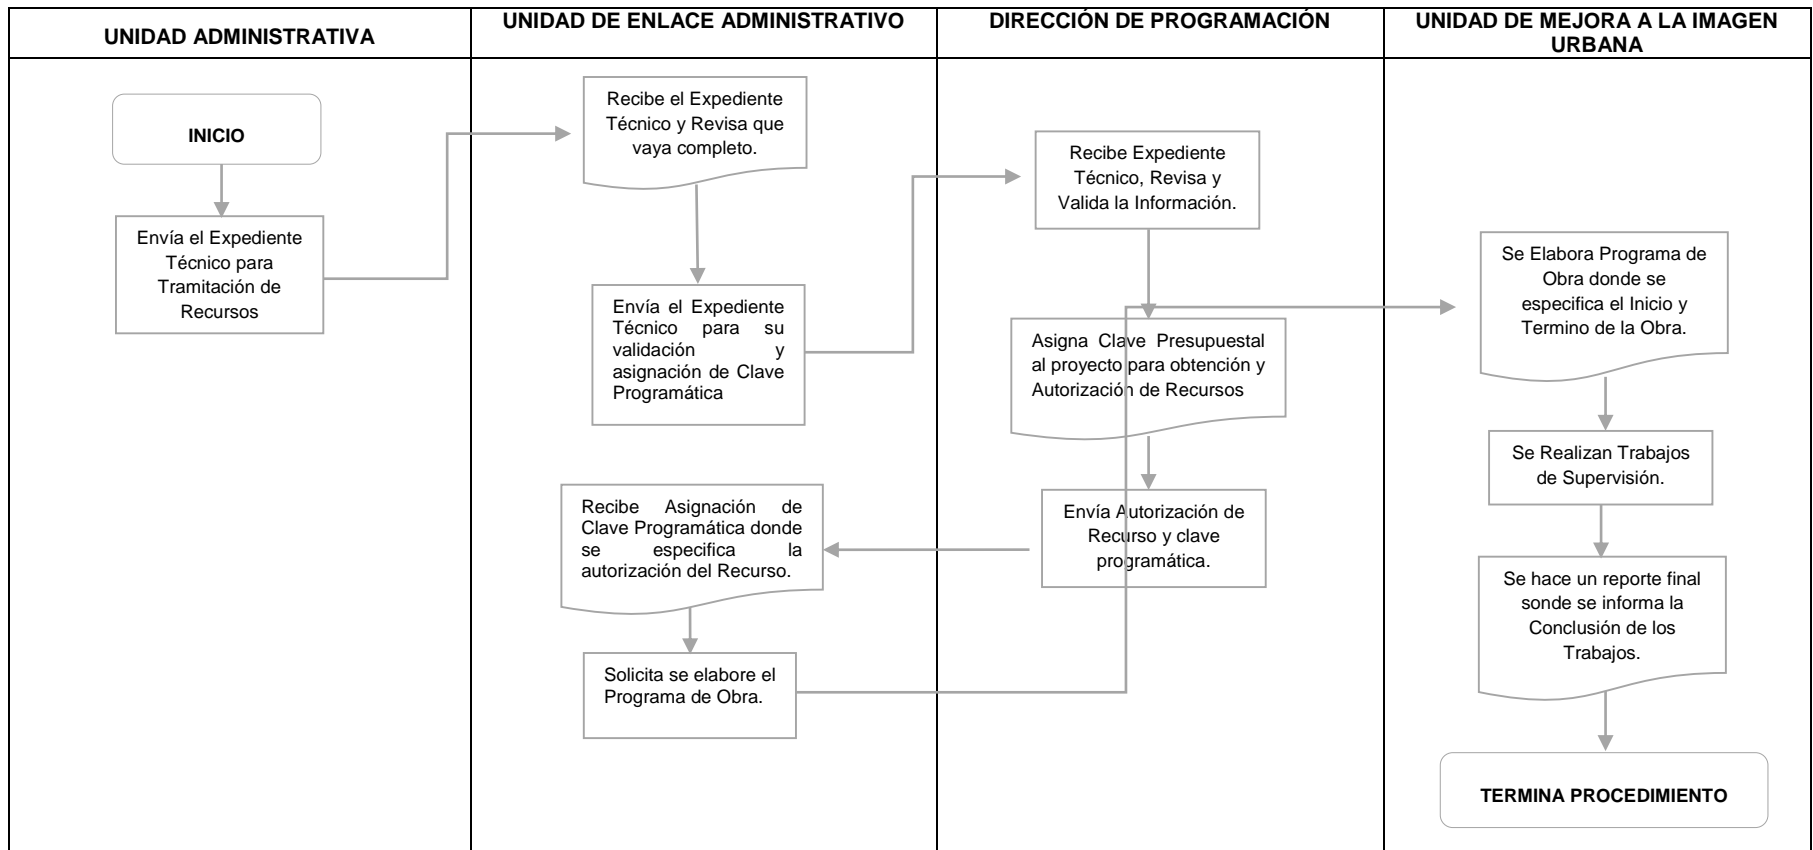 UNIDAD ADMINISTRATIVA
UNIDAD DE ENLACE ADMINISTRATIVO
DIRECCIÓN DE PROGRAMACIÓN
UNIDAD DE MEJORA A LA IMAGEN
URBANA
INICIO
Envía el Expediente
Técnico para
Tramitación de
Recursos
Recibe el Expediente
Técnico y Revisa que
vaya completo.
Envía el Expediente
Técnico para su
validación y
asignación de Clave
Programática
Recibe Expediente
Técnico, Revisa y
Valida la Información.
Asigna Clave Presupuestal
al proyecto para obtención y
Autorización de Recursos
Envía Autorización de
Recurso y clave
programática.
Recibe Asignación de
Clave Programática donde
se especifica la
autorización del Recurso.
Solicita se elabore el
Programa de Obra.
Se Elabora Programa de
Obra donde se
especifica el Inicio y
Termino de la Obra.
Se Realizan Trabajos
de Supervisión.
Se hace un reporte final
sonde se informa la
Conclusión de los
Trabajos.
TERMINA PROCEDIMIENTO